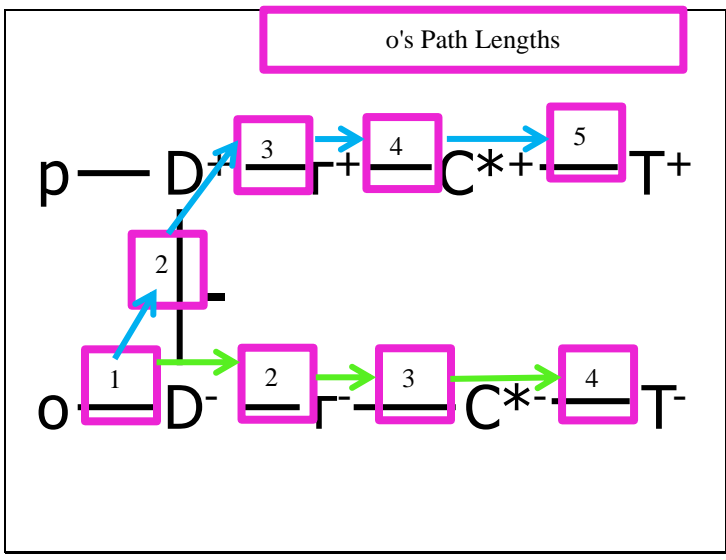 o's Path Lengths
3 4 5
p — D⁺ — r⁺ — C*⁺ — T⁺
2
-
1 2 3 4
o — D⁻ — r⁻ — C*⁻ — T⁻